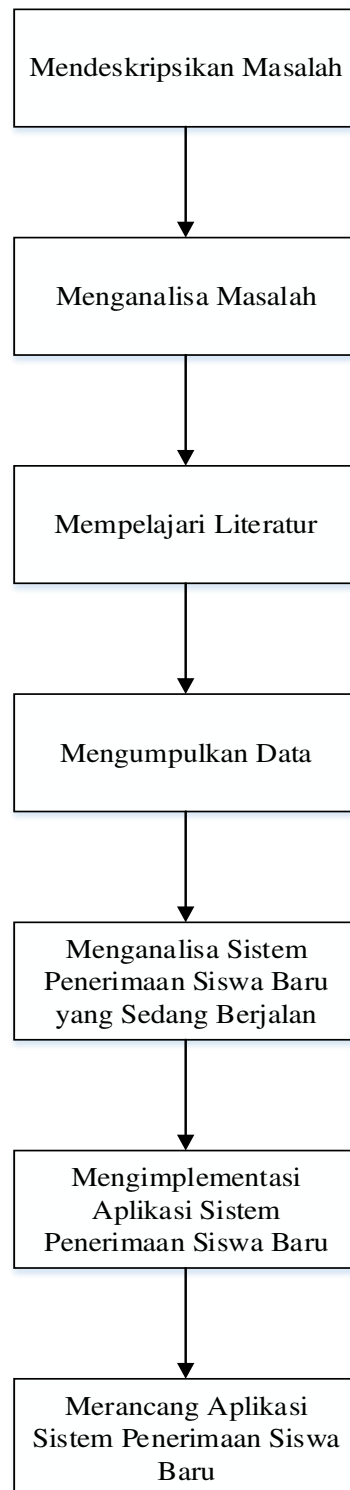 Mendeskripsikan Masalah
Menganalisa Masalah
Mempelajari Literatur
Mengumpulkan Data
Menganalisa Sistem
Penerimaan Siswa Baru
yang Sedang Berjalan
Mengimplementasi
Aplikasi Sistem
Penerimaan Siswa Baru
Merancang Aplikasi
Sistem Penerimaan Siswa
Baru